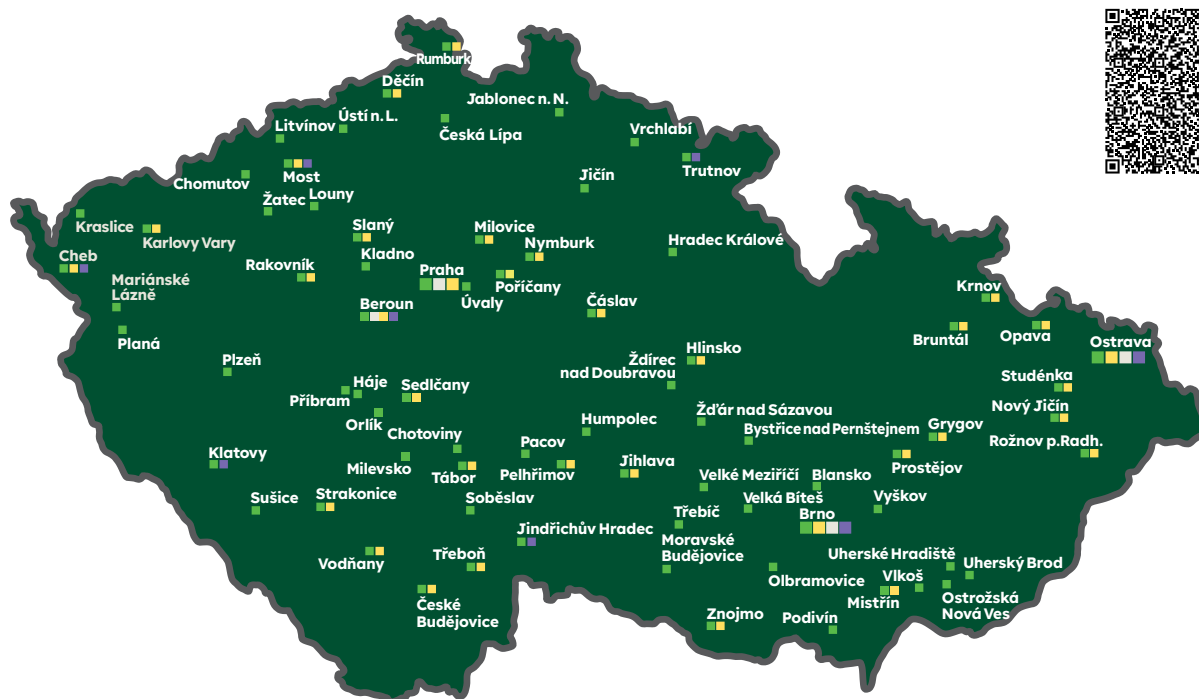 Rumburk
Děčín
Jablonec n. N.
Ústí n. L.
Česká Lípa
Litvínov
Vrchlabí
Most
Trutnov
Chomutov
Jičín
Žatec
Louny
Kraslice
Karlovy Vary
Slaný
Milovice
Nymburk
Hradec Králové
Cheb
Kladno
Rakovník
Praha
Poříčany
Mariánské
Lázně
Úvaly
Krnov
Beroun
Čáslav
Planá
Bruntál
Opava
Ostrava
Hlinsko
Plzeň
Ždírec
nad Doubravou
Studénka
Háje
Sedlčany
Příbram
Nový Jičín
Orlík
Humpolec
Žďár nad Sázavou
Grygov
Chotoviny
Bystřice nad Pernštejnem
Rožnov p.Radh.
Klatovy
Pacov
Milevsko
Jihlava
Prostějov
Tábor
Pelhřimov
Velké Meziříčí
Blansko
Sušice
Strakonice
Soběslav
Velká Bíteš
Vyškov
Třebíč
Brno
Jindřichův Hradec
Moravské
Budějovice
Vodňany
Třeboň
Uherské Hradiště
Uherský Brod
Olbramovice
Vlkoš
České
Budějovice
Mistřín
Ostrožská
Nová Ves
Znojmo
Podivín